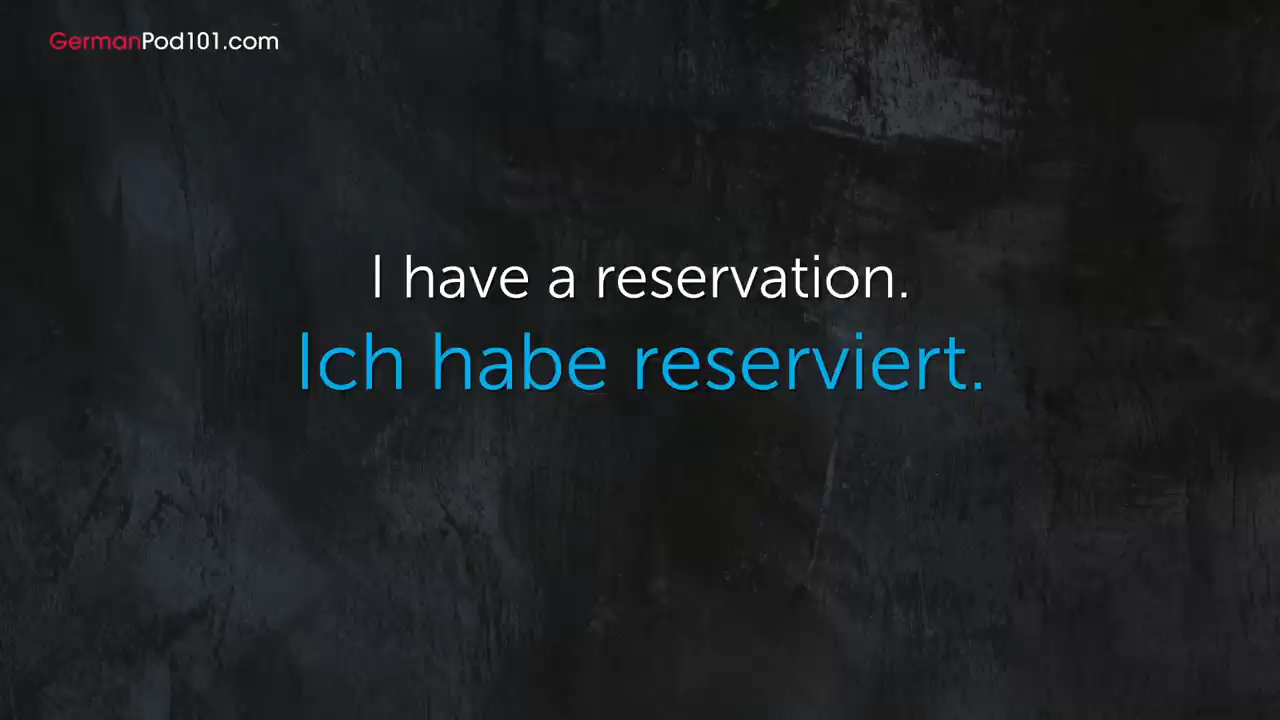 GermanPod101.com
I have a reservation.
Ich habe reserviert.